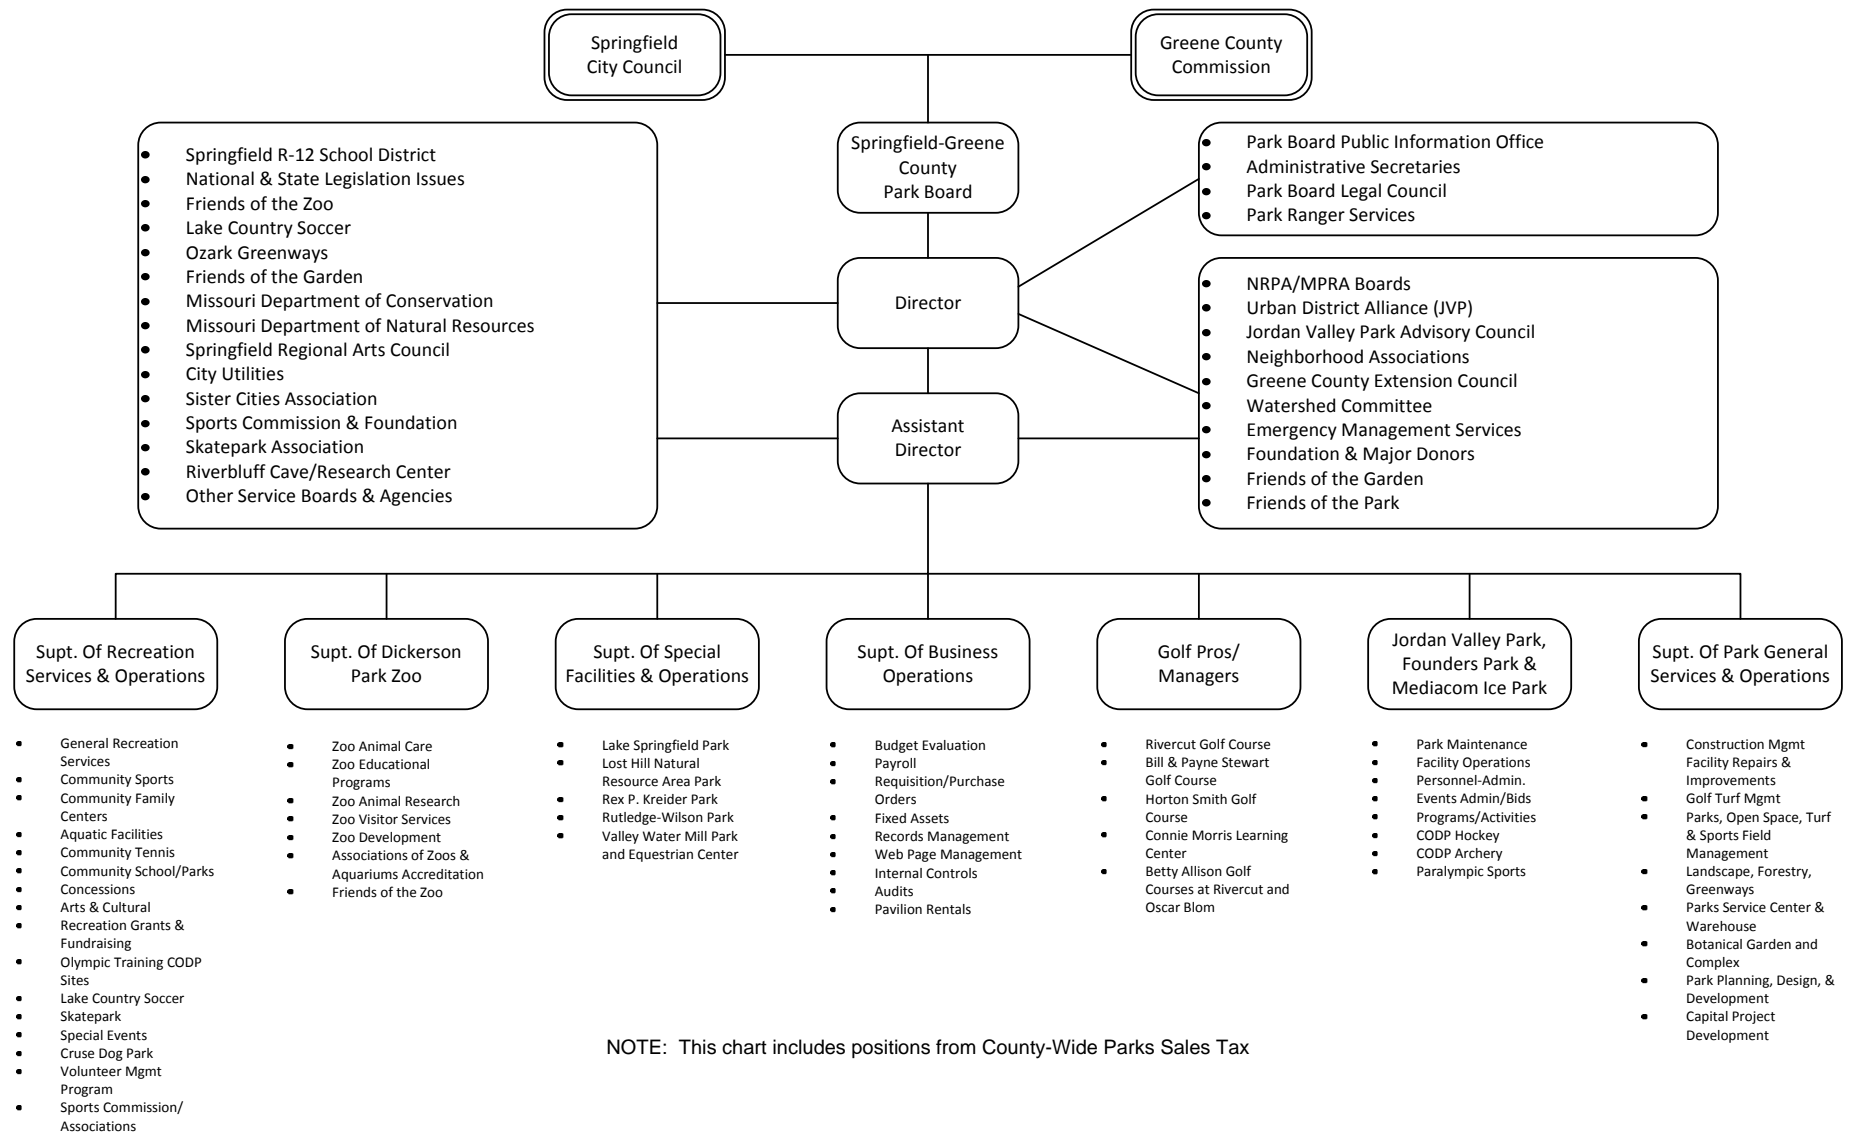 Springfield
City Council
Greene County
Commission
Springfield-Greene
County
Park Board
Springfield R-12 School District
National & State Legislation Issues
Friends of the Zoo
Lake Country Soccer
Ozark Greenways
Friends of the Garden
Missouri Department of Conservation
Missouri Department of Natural Resources
Springfield Regional Arts Council
City Utilities
Sister Cities Association
Sports Commission & Foundation
Skatepark Association
Riverbluff Cave/Research Center
Other Service Boards & Agencies
Park Board Public Information Office
Administrative Secretaries
Park Board Legal Council
Park Ranger Services
Director
NRPA/MPRA Boards
Urban District Alliance (JVP)
Jordan Valley Park Advisory Council
Neighborhood Associations
Greene County Extension Council
Watershed Committee
Emergency Management Services
Foundation & Major Donors
Friends of the Garden
Friends of the Park
Assistant
Director
Supt. Of Recreation
Services & Operations
General Recreation
Services
Community Sports
Community Family
Centers
Aquatic Facilities
Community Tennis
Community School/Parks
Concessions
Arts & Cultural
Recreation Grants &
Fundraising
Olympic Training CODP
Sites
Lake Country Soccer
Skatepark
Special Events
Cruse Dog Park
Volunteer Mgmt
Program
Sports Commission/
Associations
Supt. Of Dickerson
Park Zoo
Zoo Animal Care
Zoo Educational
Programs
Zoo Animal Research
Zoo Visitor Services
Zoo Development
Associations of Zoos &
Aquariums Accreditation
Friends of the Zoo
Supt. Of Special
Facilities & Operations
Lake Springfield Park
Lost Hill Natural
Resource Area Park
Rex P. Kreider Park
Rutledge-Wilson Park
Valley Water Mill Park
and Equestrian Center
Supt. Of Business
Operations
Budget Evaluation
Payroll
Requisition/Purchase
Orders
Fixed Assets
Records Management
Web Page Management
Internal Controls
Audits
Pavilion Rentals
Golf Pros/
Managers
Rivercut Golf Course
Bill & Payne Stewart
Golf Course
Horton Smith Golf
Course
Connie Morris Learning
Center
Betty Allison Golf
Courses at Rivercut and
Oscar Blom
Jordan Valley Park,
Founders Park &
Mediacom Ice Park
Park Maintenance
Facility Operations
Personnel-Admin.
Events Admin/Bids
Programs/Activities
CODP Hockey
CODP Archery
Paralympic Sports
Supt. Of Park General
Services & Operations
Construction Mgmt
Facility Repairs &
Improvements
Golf Turf Mgmt
Parks, Open Space, Turf
& Sports Field
Management
Landscape, Forestry,
Greenways
Parks Service Center &
Warehouse
Botanical Garden and
Complex
Park Planning, Design, &
Development
Capital Project
Development
NOTE: This chart includes positions from County-Wide Parks Sales Tax